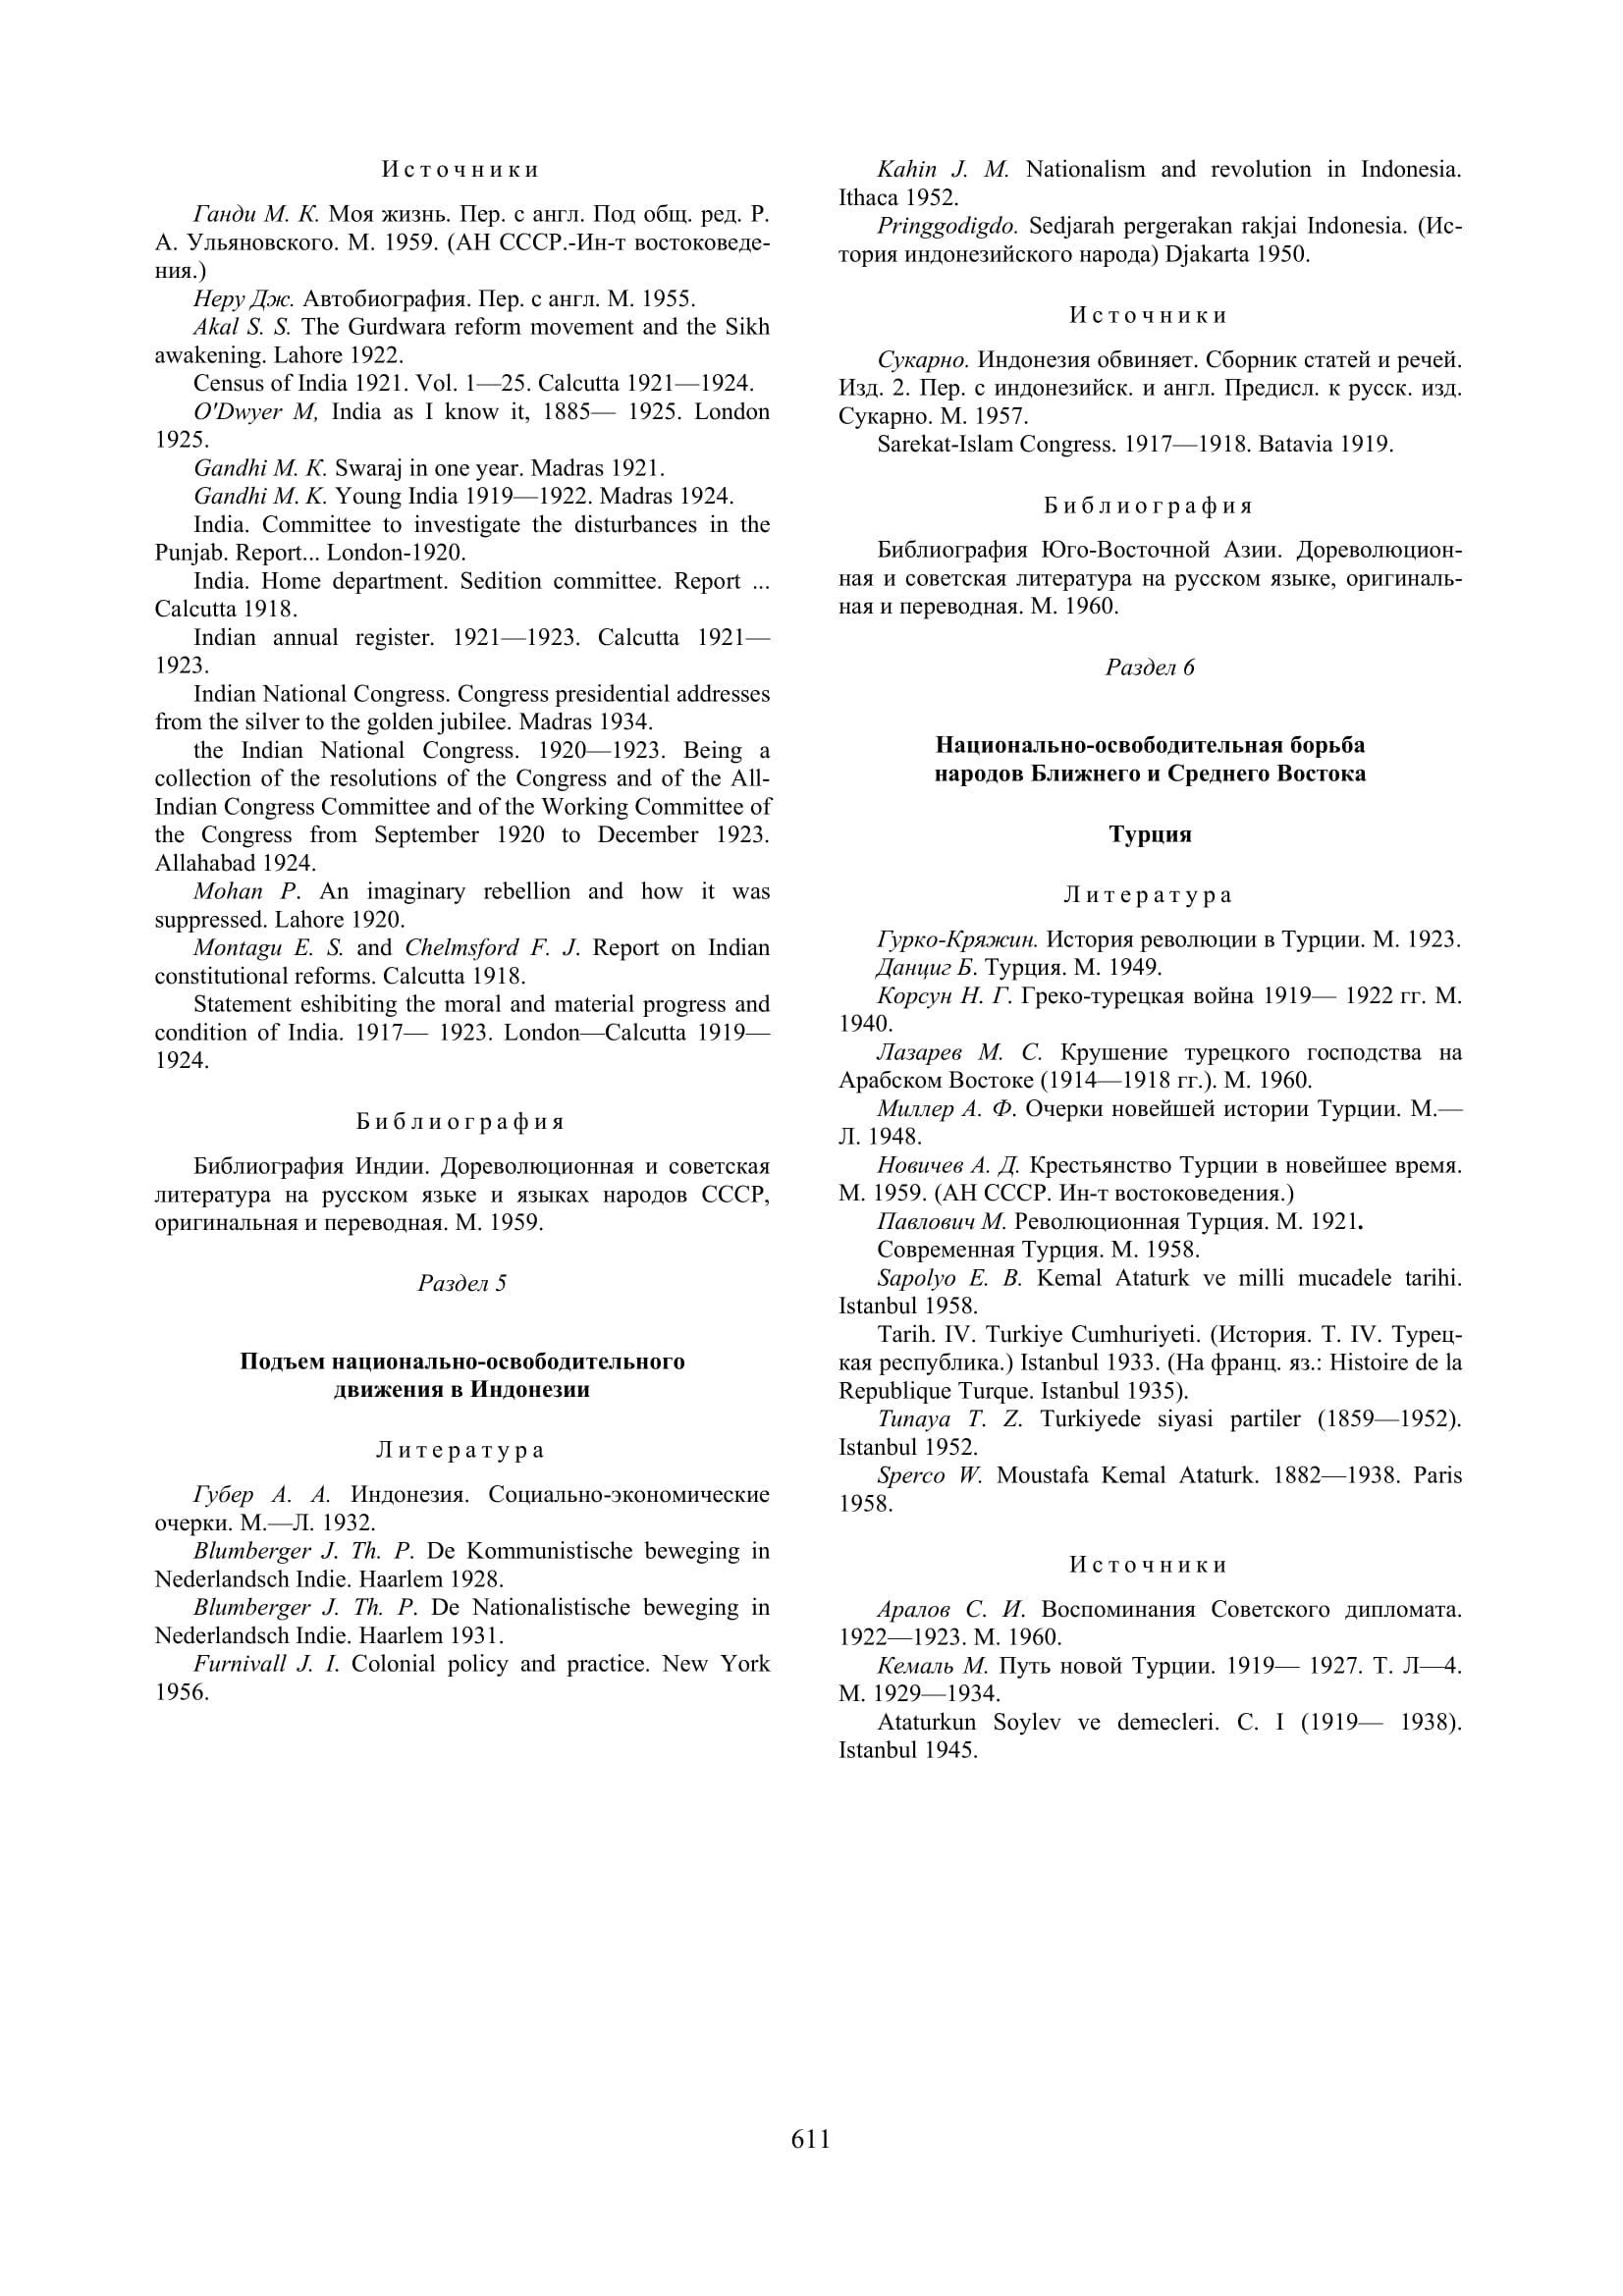 Источники
Ганди М. К. Моя жизнь. Пер. с англ. Под общ. ред. Р.
А. Ульяновского. М. 1959. (АН СССР.-Ин-т востоковеде-
ния.)
Неру Дж. Автобиография. Пер. с англ. М. 1955.
Akal S. S. The Gurdwara reform movement and the Sikh
awakening. Lahore 1922.
Census of India 1921. Vol. 1—25. Calcutta 1921—1924.
O'Dwyer M, India as I know it, 1885— 1925. London
1925.
Gandhi M. K. Swaraj in one year. Madras 1921.
Gandhi M. K. Young India 1919—1922. Madras 1924.
India. Committee to investigate the disturbances in the
Punjab. Report... London-1920.
India. Home department. Sedition committee. Report ...
Calcutta 1918.
Indian annual register. 1921—1923. Calcutta 1921—
1923.
Indian National Congress. Congress presidential addresses
from the silver to the golden jubilee. Madras 1934.
the Indian National Congress. 1920—1923. Being a
collection of the resolutions of the Congress and of the All-
Indian Congress Committee and of the Working Committee of
the Congress from September 1920 to December 1923.
Allahabad 1924.
Mohan P. An imaginary rebellion and how it was
suppressed. Lahore 1920.
Montagu E. S. and Chelmsford F. J. Report on Indian
constitutional reforms. Calcutta 1918.
Statement eshibiting the moral and material progress and
condition of India. 1917— 1923. London—Calcutta 1919—
1924.
Библиография
Библиография Индии. Дореволюционная и советская
литература на русском язьке и языках народов СССР,
оригинальная и переводная. М. 1959.
Раздел 5
Подъем национально-освободительного
движения в Индонезии
Литература
Губер А. А. Индонезия. Социально-экономические
очерки. М.—Л. 1932.
Blumberger J. Th. P. De Kommunistische beweging in
Nederlandsch Indie. Haarlem 1928.
Blumberger J. Th. P. De Nationalistische beweging in
Nederlandsch Indie. Haarlem 1931.
Furnivall J. I. Colonial policy and practice. New York
1956.
Kahin J. M. Nationalism and revolution in Indonesia.
Ithaca 1952.
Pringgodigdo. Sedjarah pergerakan rakjai Indonesia. (Ис-
тория индонезийского народа) Djakarta 1950.
Источники
Сукарно. Индонезия обвиняет. Сборник статей и речей.
Изд. 2. Пер. с индонезийск. и англ. Предисл. к русск. изд.
Сукарно. М. 1957.
Sarekat-Islam Congress. 1917—1918. Batavia 1919.
Библиография
Библиография Юго-Восточной Азии. Дореволюцион-
ная и советская литература на русском языке, оригиналь-
ная и переводная. М. 1960.
Раздел 6
Национально-освободительная борьба
народов Ближнего и Среднего Востока
Турция
Литература
Гурко-Кряжин. История революции в Турции. М. 1923.
Данциг Б. Турция. М. 1949.
Корсун Н. Г. Греко-турецкая война 1919— 1922 гг. М.
1940.
Лазарев М. С. Крушение турецкого господства на
Арабском Востоке (1914—1918 гг.). М. 1960.
Миллер А. Ф. Очерки новейшей истории Турции. М.—
Л. 1948.
Новичев А. Д. Крестьянство Турции в новейшее время.
М. 1959. (АН СССР. Ин-т востоковедения.)
Павлович М. Революционная Турция. М. 1921.
Современная Турция. М. 1958.
Sapolyo E. B. Kemal Ataturk ve milli mucadele tarihi.
Istanbul 1958.
Tarih. IV. Turkiye Cumhuriyeti. (История. Т. IV. Турец-
кая республика.) Istanbul 1933. (На франц. яз.: Histoire de la
Republique Turque. Istanbul 1935).
Tunaya T. Z. Turkiyede siyasi partiler (1859—1952).
Istanbul 1952.
Sperco W. Moustafa Kemal Ataturk. 1882—1938. Paris
1958.
Источники
Аралов С. И. Воспоминания Советского дипломата.
1922—1923. М. 1960.
Кемаль М. Путь новой Турции. 1919— 1927. Т. Л—4.
М. 1929—1934.
Ataturkun Soylev ve demecleri. C. I (1919— 1938).
Istanbul 1945.
611